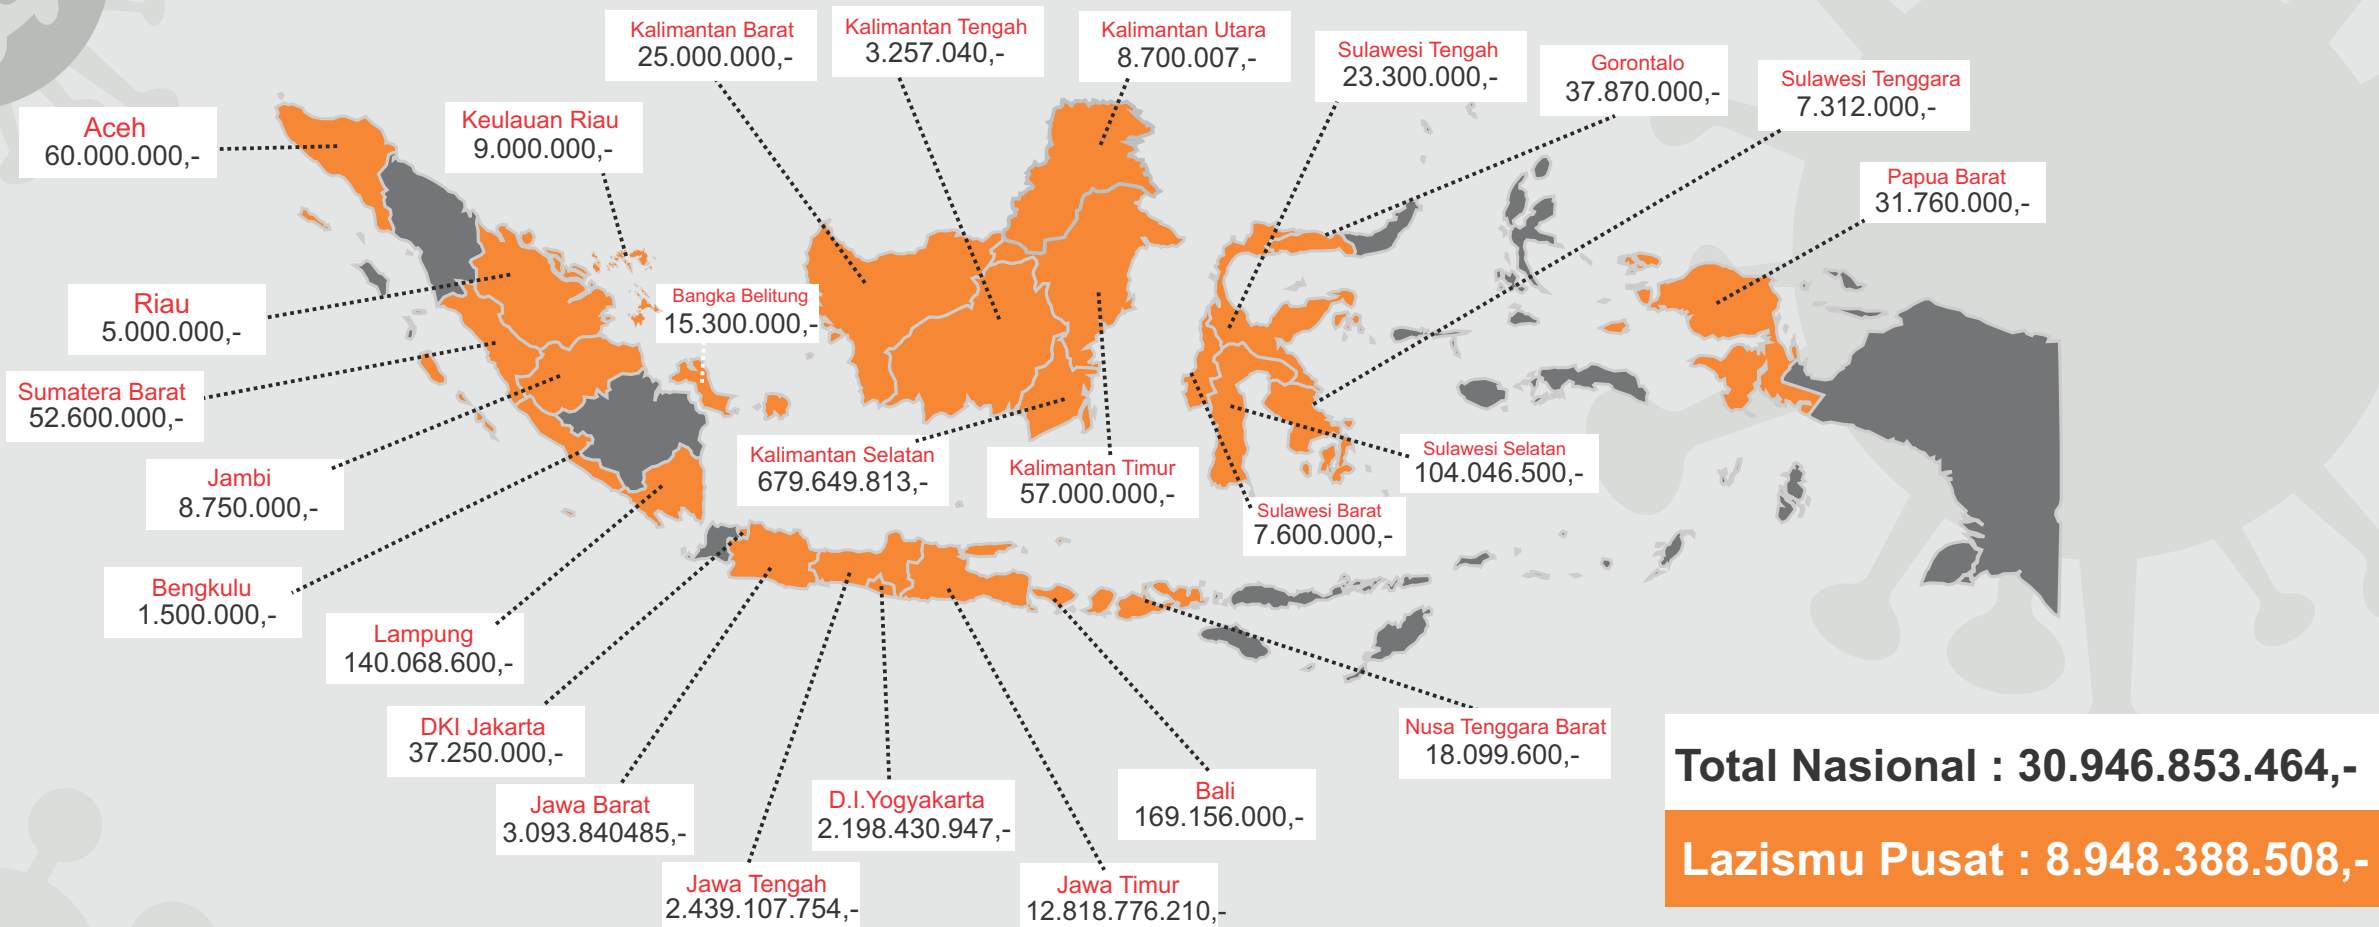 Kalimantan Barat
25.000.000,-
Kalimantan Tengah
3.257.040,-
Kalimantan Utara
8.700.007,-
Sulawesi Tengah
23.300.000,-
Gorontalo
37.870.000,-
Sulawesi Tenggara
7.312.000,-
Aceh
60.000.000,-
Keulauan Riau
9.000.000,-
Papua Barat
31.760.000,-
Riau
5.000.000,-
Bangka Belitung
15.300.000,-
Sumatera Barat
52.600.000,-
Jambi
8.750.000,-
Kalimantan Selatan
679.649.813,-
Kalimantan Timur
57.000.000,-
Sulawesi Selatan
104.046.500,-
Sulawesi Barat
7.600.000,-
Bengkulu
1.500.000,-
Lampung
140.068.600,-
DKI Jakarta
37.250.000,-
Nusa Tenggara Barat
18.099.600,-
Jawa Barat
3.093.840485,-
D.I.Yogyakarta
2.198.430.947,-
Bali
169.156.000,-
Jawa Tengah
2.439.107.754,-
Jawa Timur
12.818.776.210,-
Total Nasional : 30.946.853.464,-
Lazismu Pusat : 8.948.388.508,-